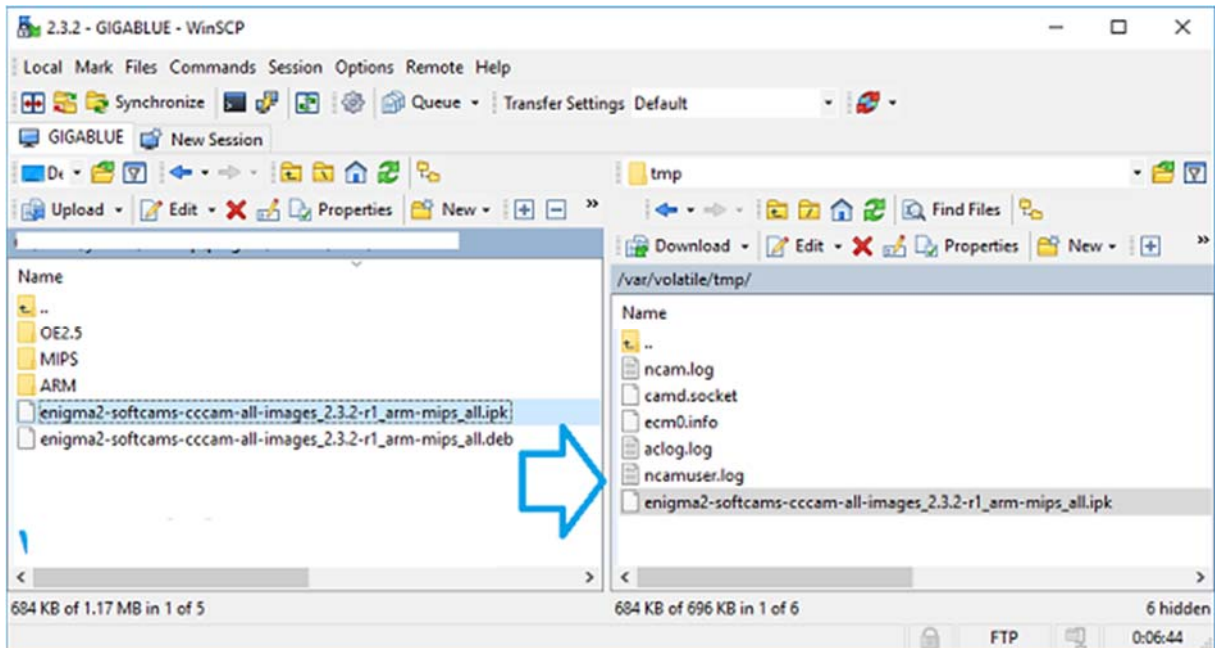 2.3.2 - GIGABLUE - WinSCP
Local Mark Files Commands Session Options Remote Help
Synchronize Queue Transfer Settings Default
GIGABLUE New Session
De
Upload Edit Properties New »
Name
..
OE2.5
MIPS
ARM
enigma2-softcams-cccam-all-images_2.3.2-r1_arm-mips_all.ipk
enigma2-softcams-cccam-all-images_2.3.2-r1_arm-mips_all.deb
684 KB of 1.17 MB in 1 of 5
tmp
Find Files
Download Edit Properties New »
/var/volatile/tmp/
Name
..
ncam.log
camd.socket
ecm0.info
aclog.log
ncamuser.log
enigma2-softcams-cccam-all-images_2.3.2-r1_arm-mips_all.ipk
684 KB of 696 KB in 1 of 6
6 hidden
FTP 0:06:44